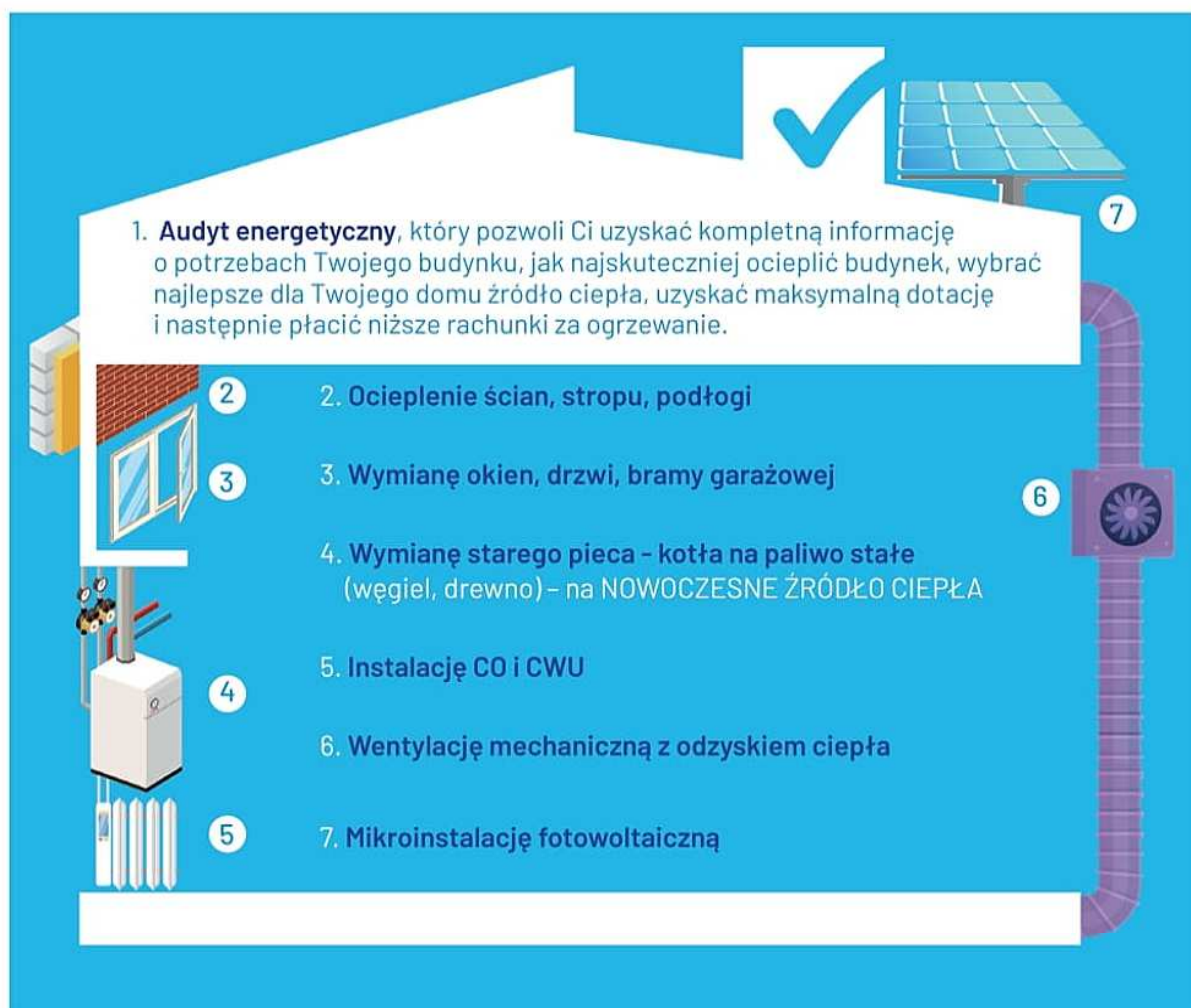 1. Audyt energetyczny, który pozwoli Ci uzyskać kompletną informację
o potrzebach Twojego budynku, jak najskuteczniej ocieplić budynek, wybrać
najlepsze dla Twojego domu źródło ciepła, uzyskać maksymalną dotację
i następnie płacić niższe rachunki za ogrzewanie.
7
2
2. Ocieplenie ścian, stropu, podłogi
3
3. Wymianę okien, drzwi, bramy garażowej
6
4. Wymianę starego pieca - kotła na paliwo stałe
(węgiel, drewno) – na NOWOCZESNE ŹRÓDŁO CIEPŁA
4
5. Instalację CO i CWU
6. Wentylację mechaniczną z odzyskiem ciepła
5
7. Mikroinstalację fotowoltaiczną